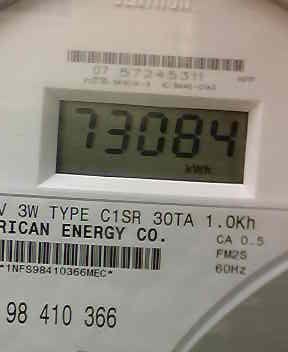 07 57245311
73084
kWh
V 3W TYPE C1SR 30TA 1.0Kh
RICAN ENERGY CO.
CA 0.5
FM2S
60Hz
*1NFS98410366MEC*
98 410 366